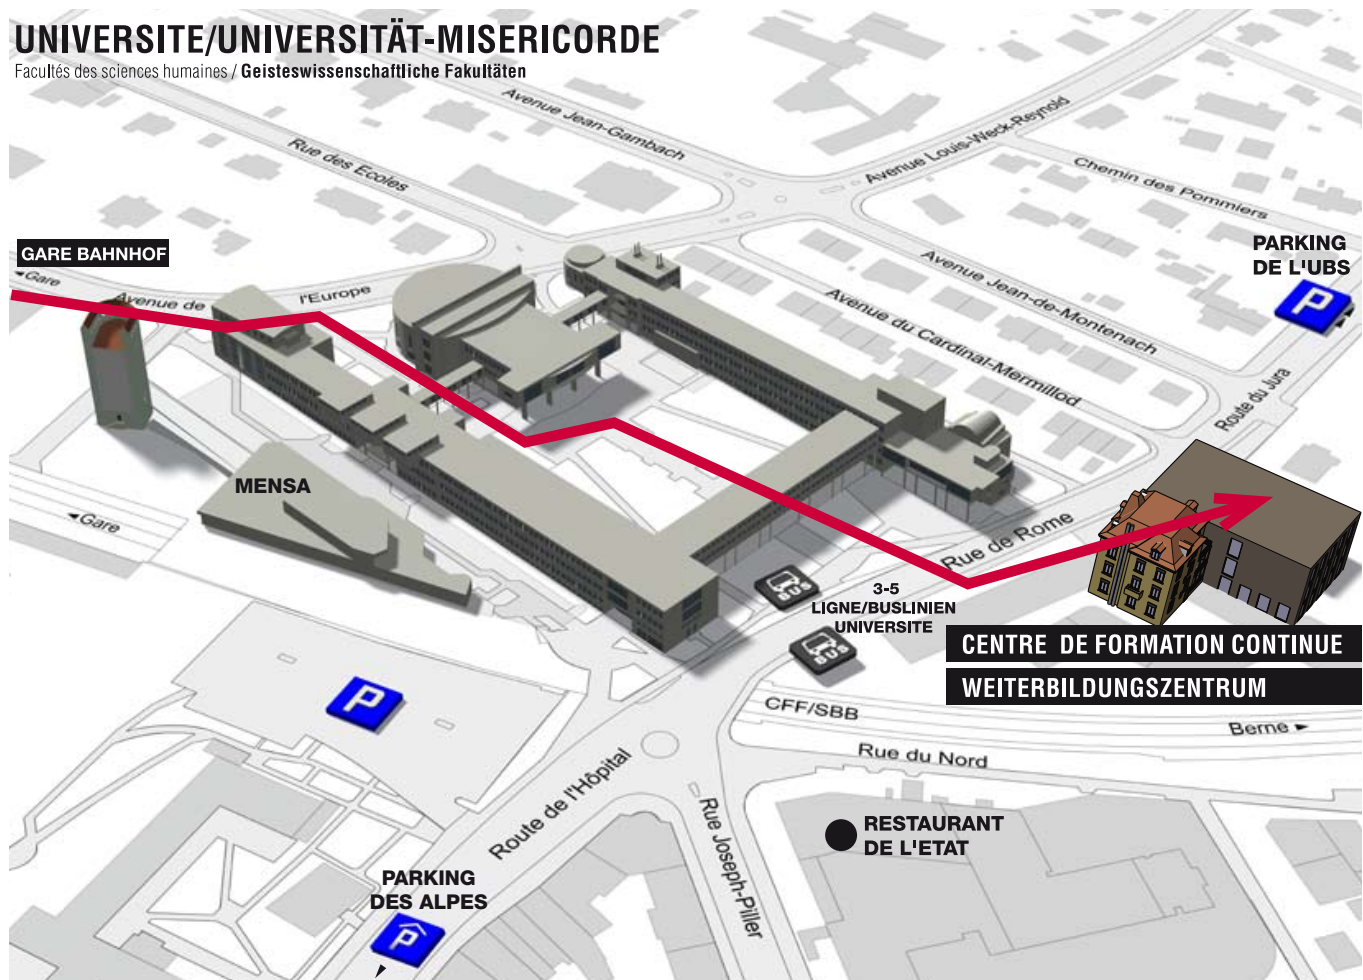 UNIVERSITE/UNIVERSITÄT-MISERICORDE
Facultés des sciences humaines / Geisteswissenschaftliche Fakultäten
Avenue Jean-Gambach
Avenue Louis-Weck-Reynold
Rue des Ecoles
Chemin des Pommiers
GARE BAHNHOF
PARKING
DE L'UBS
P
Gare
Avenue de l'Europe
Avenue Jean-de-Montenach
Avenue du Cardinal-Mermillod
Route du Jura
MENSA
Gare
Rue de Rome
BUS
3-5
LIGNE/BUSLINIEN
UNIVERSITE
BUS
CENTRE DE FORMATION CONTINUE
WEITERBILDUNGSZENTRUM
P
CFF/SBB
Berne
Rue du Nord
Route de l'Hôpital
Rue Joseph-Piller
RESTAURANT
DE L'ETAT
PARKING
DES ALPES
P